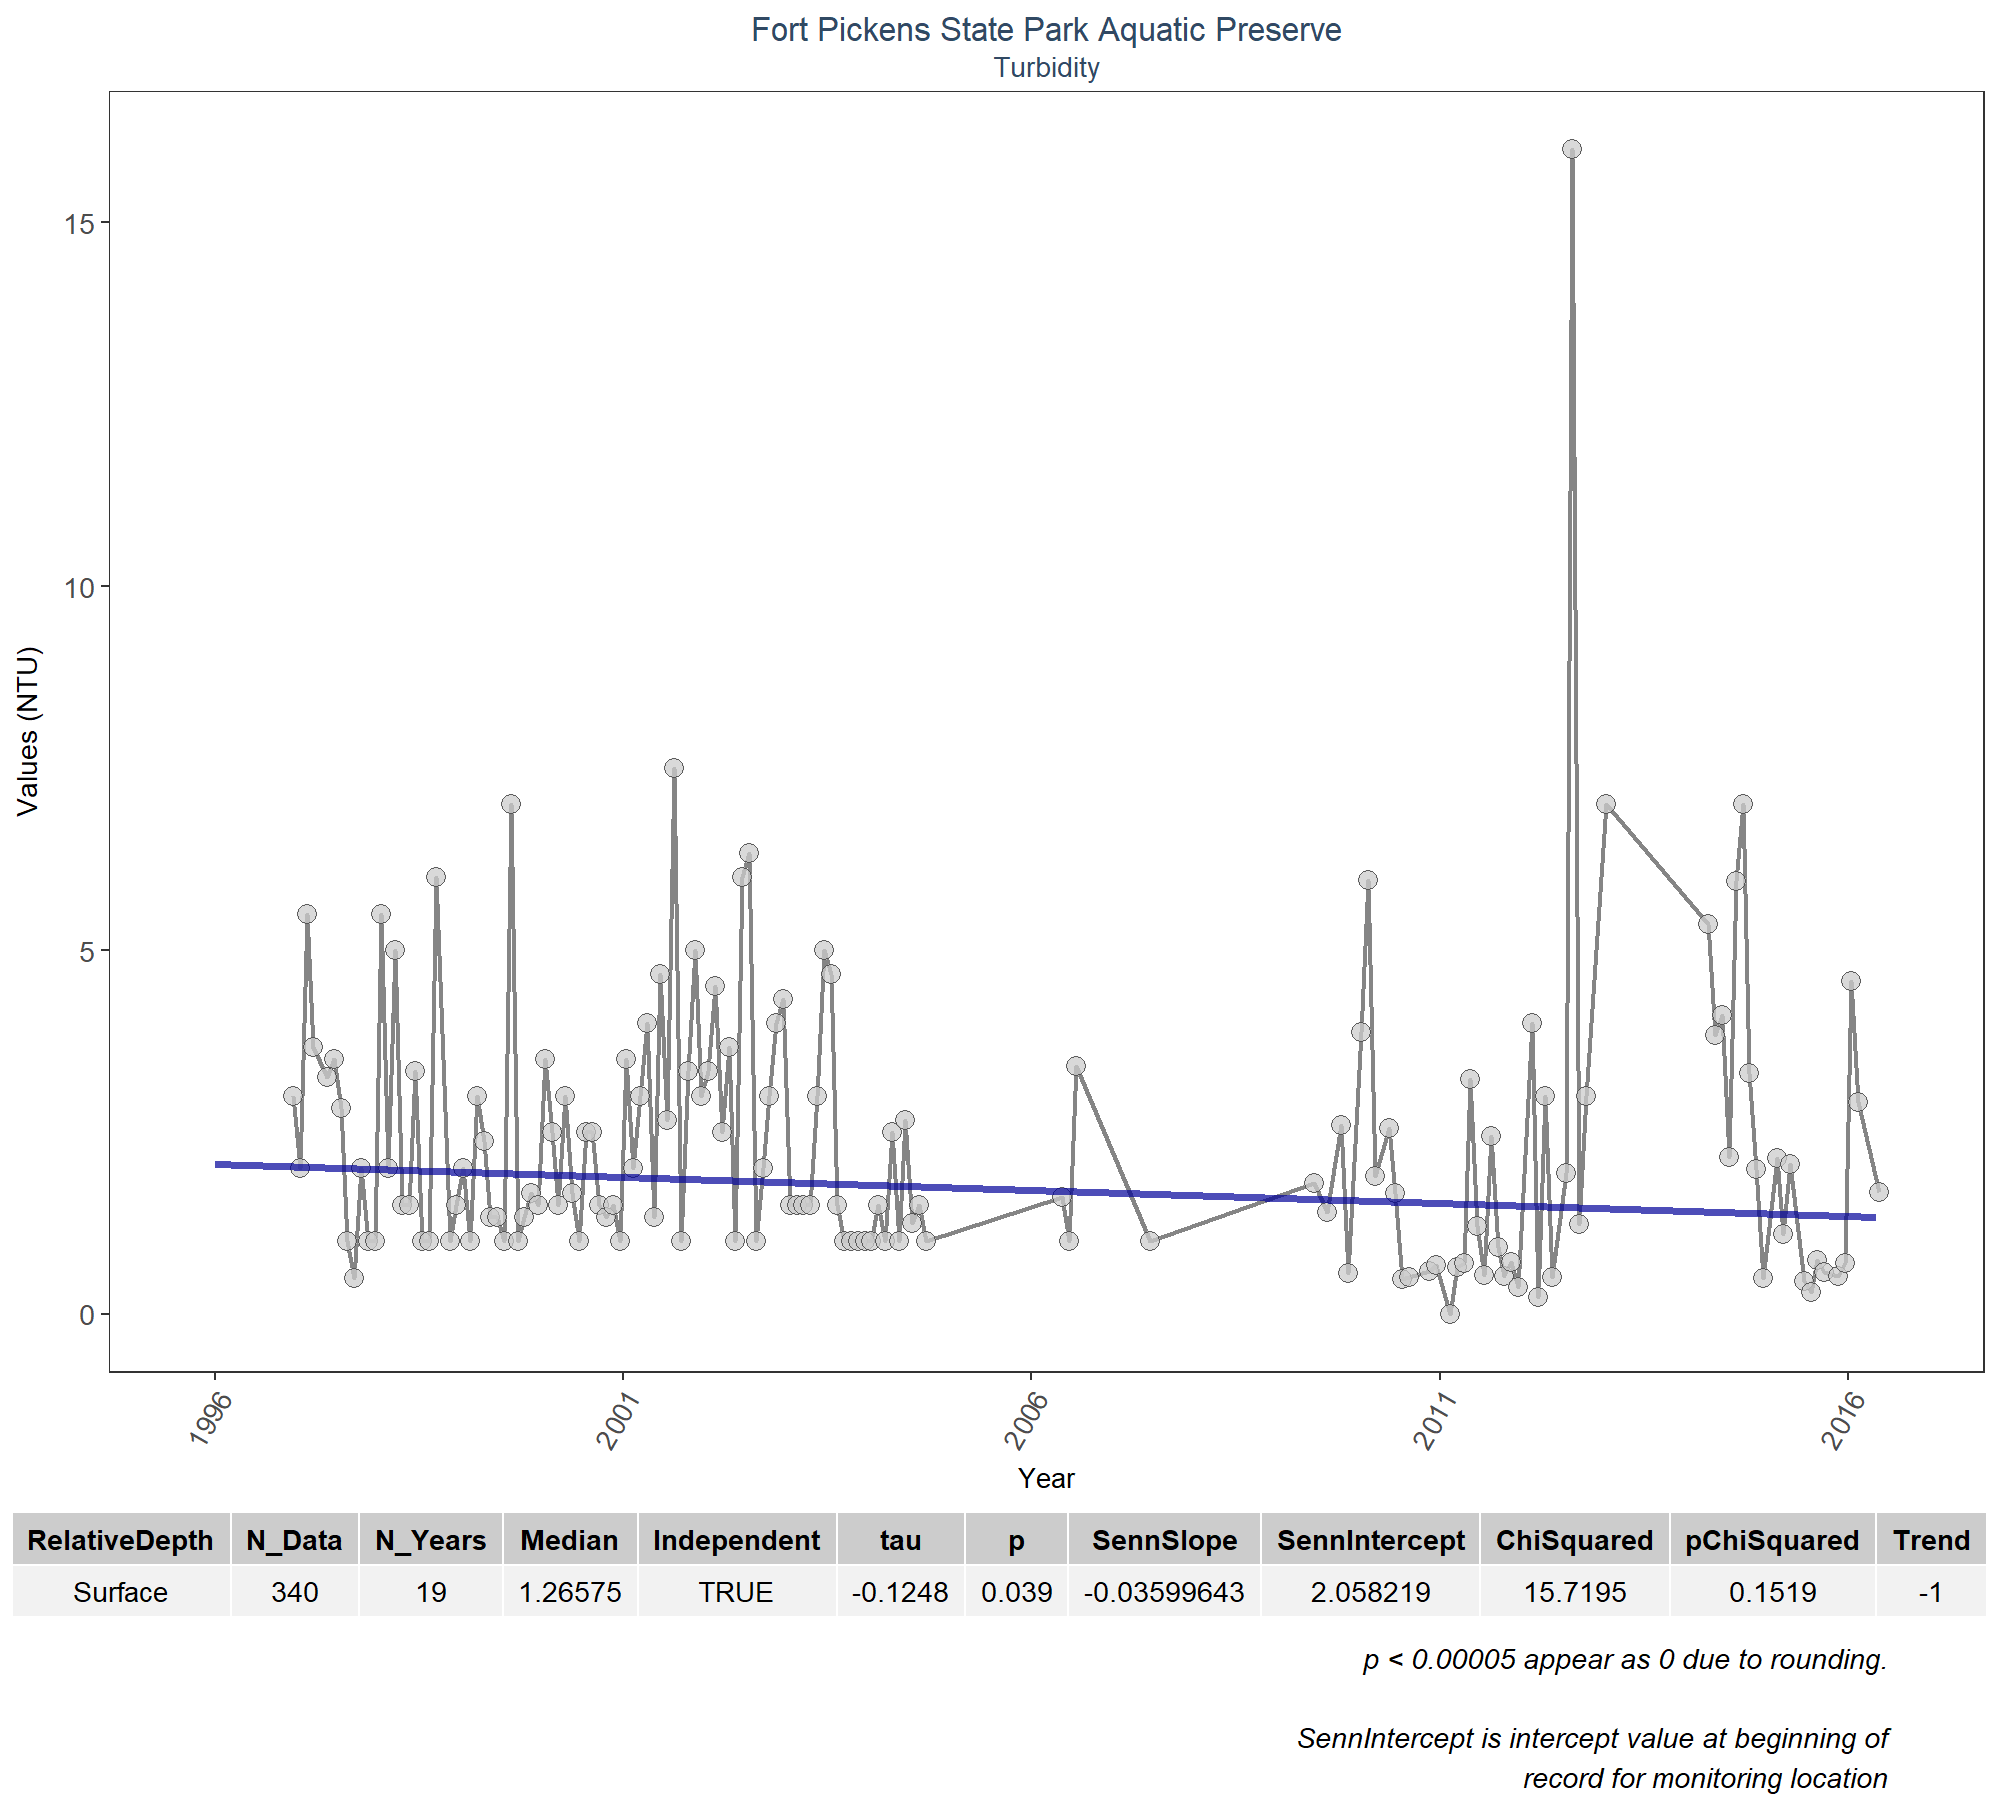 Fort Pickens State Park Aquatic Preserve
Turbidity
Values (NTU)
15
10
5
0
1996 2001 2006 2011 2016
Year
RelativeDepth N_Data N_Years Median Independent tau p SennSlope SennIntercept ChiSquared pChiSquared Trend
Surface 340 19 1.26575 TRUE -0.1248 0.039 -0.03599643 2.058219 15.7195 0.1519 -1
p < 0.00005 appear as 0 due to rounding.
SennIntercept is intercept value at beginning of
record for monitoring location